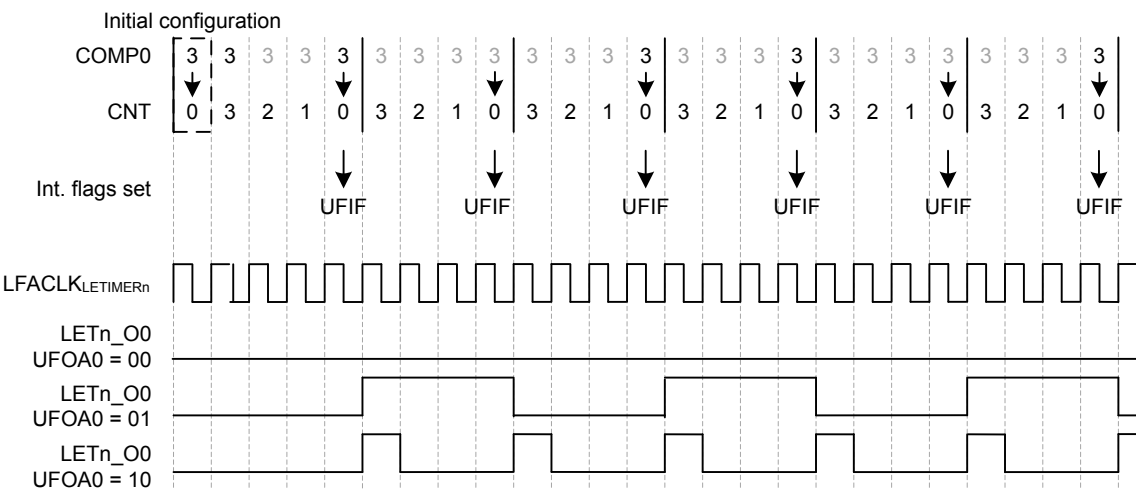 Initial configuration
COMP0 3 3 3 3 3 3 3 3 3 3 3 3 3 3 3 3 3 3 3 3 3 3 3 3 3
CNT 0 3 2 1 0 3 2 1 0 3 2 1 0 3 2 1 0 3 2 1 0 3 2 1 0
Int. flags set
UFIF UFIF UFIF UFIF UFIF UFIF
LFACLKLETIMERn
LETn_O0
UFOA0 = 00
LETn_O0
UFOA0 = 01
LETn_O0
UFOA0 = 10